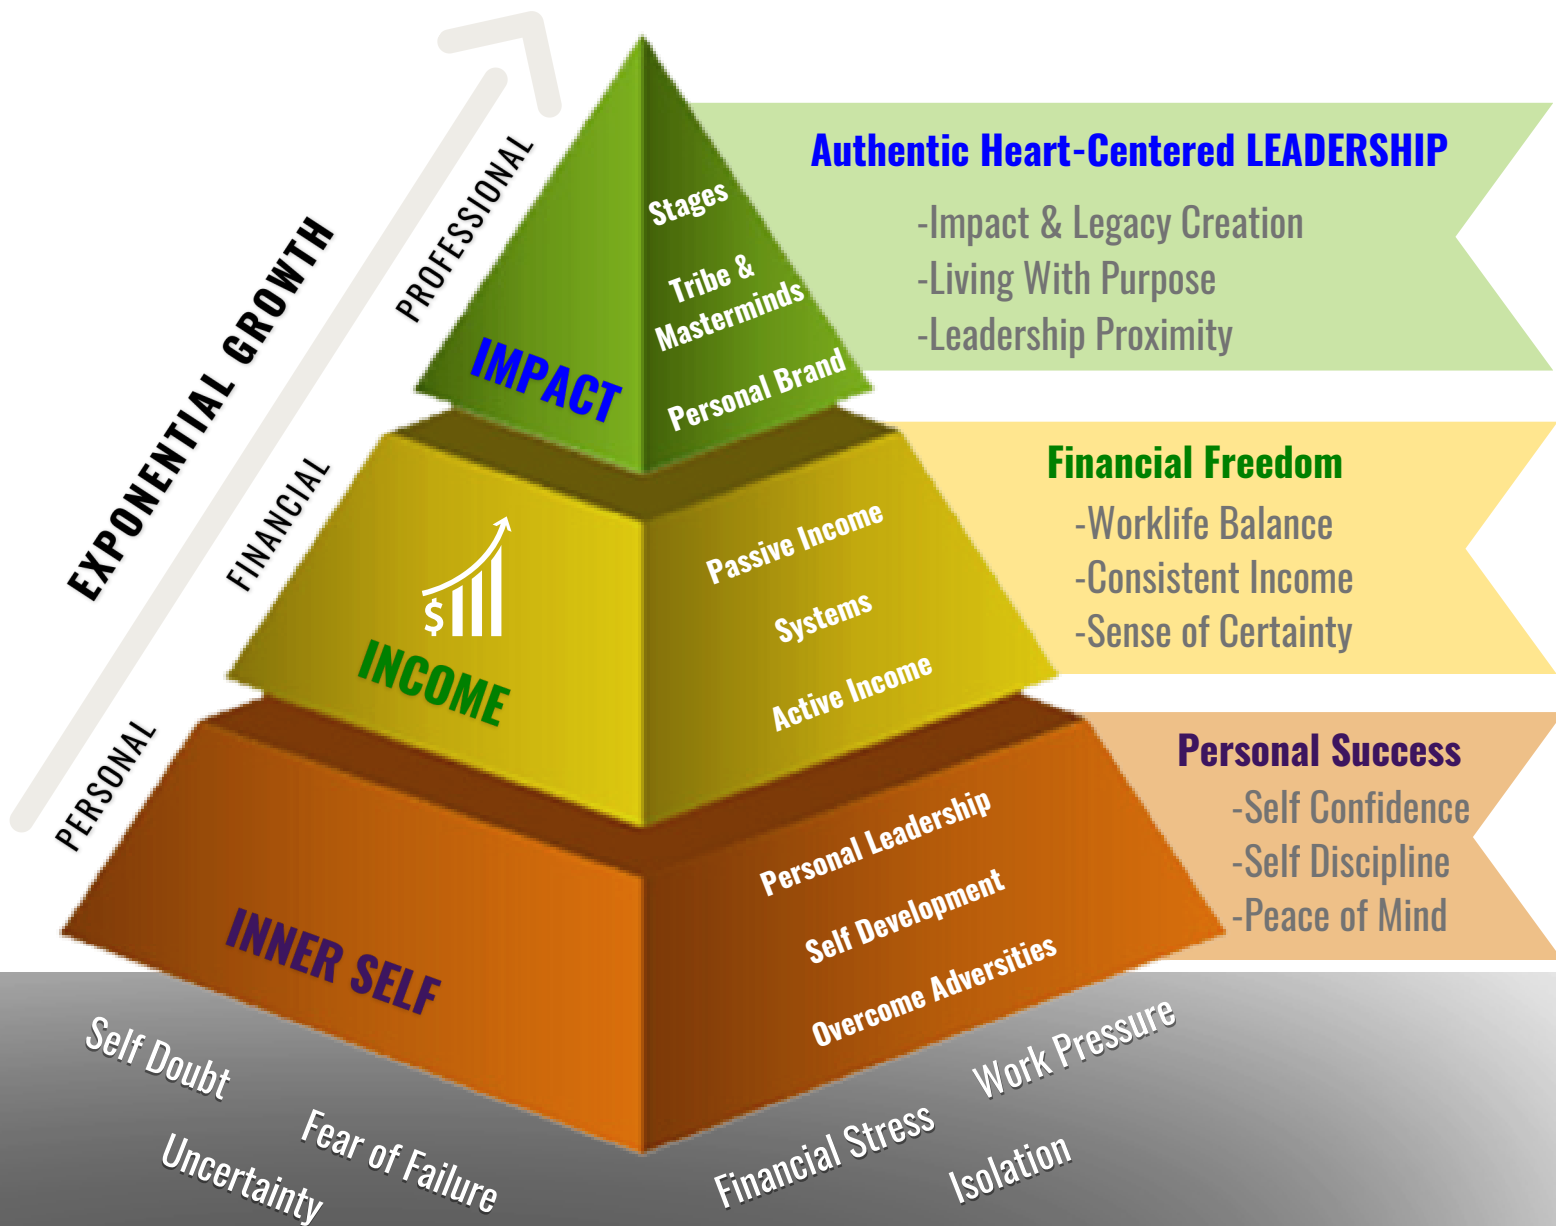 EXPONENTIAL GROWTH
PROFESSIONAL
FINANCIAL
PERSONAL
IMPACT
Stages
Tribe &
Masterminds
Personal Brand
Authentic Heart-Centered LEADERSHIP
-Impact & Legacy Creation
-Living With Purpose
-Leadership Proximity
$
INCOME
Passive Income
Systems
Active Income
Financial Freedom
-Worklife Balance
-Consistent Income
-Sense of Certainty
INNER SELF
Personal Leadership
Self Development
Overcome Adversities
Personal Success
-Self Confidence
-Self Discipline
-Peace of Mind
Self Doubt
Fear of Failure
Uncertainty
Work Pressure
Financial Stress
Isolation